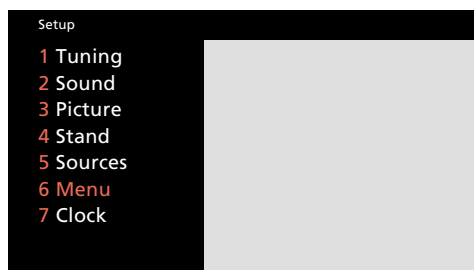 Setup
1 Tuning
2 Sound
3 Picture
4 Stand
5 Sources
6 Menu
7 Clock